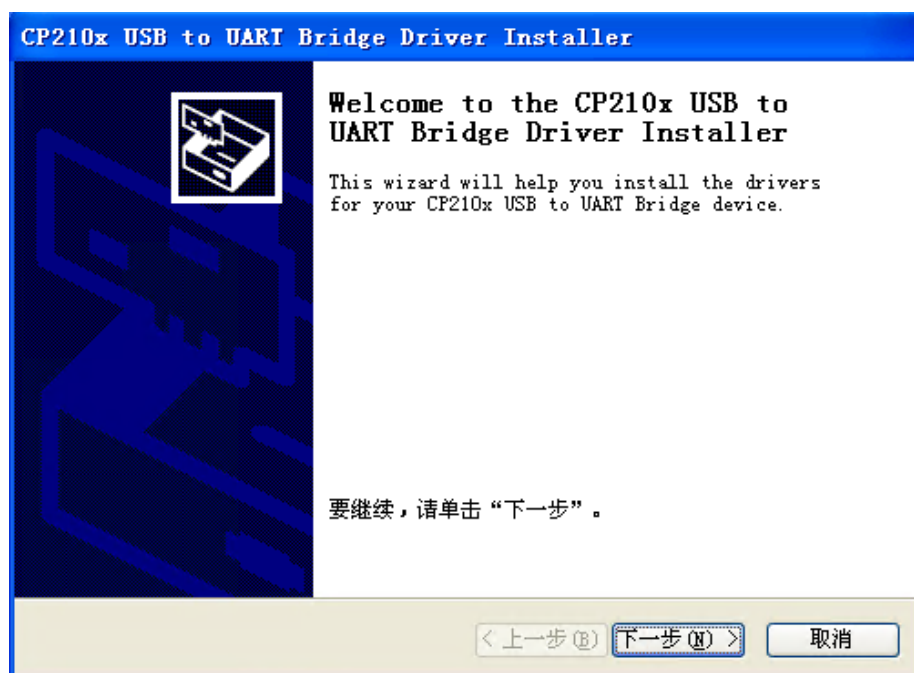 CP210x USB to UART Bridge Driver Installer
Welcome to the CP210x USB to
UART Bridge Driver Installer
This wizard will help you install the drivers
for your CP210x USB to UART Bridge device.
要继续，请单击“下一步”。
< 上一步(B)
下一步(N) >
取消